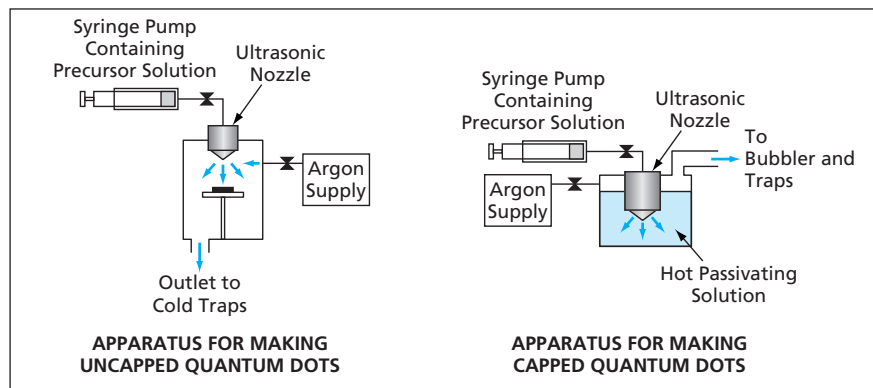 Syringe Pump
Containing
Precursor Solution
Ultrasonic
Nozzle
Argon
Supply
Outlet to
Cold Traps
APPARATUS FOR MAKING
UNCAPPED QUANTUM DOTS
Syringe Pump
Containing
Precursor Solution
Ultrasonic
Nozzle
To
Bubbler and
Traps
Argon
Supply
Hot Passivating
Solution
APPARATUS FOR MAKING
CAPPED QUANTUM DOTS